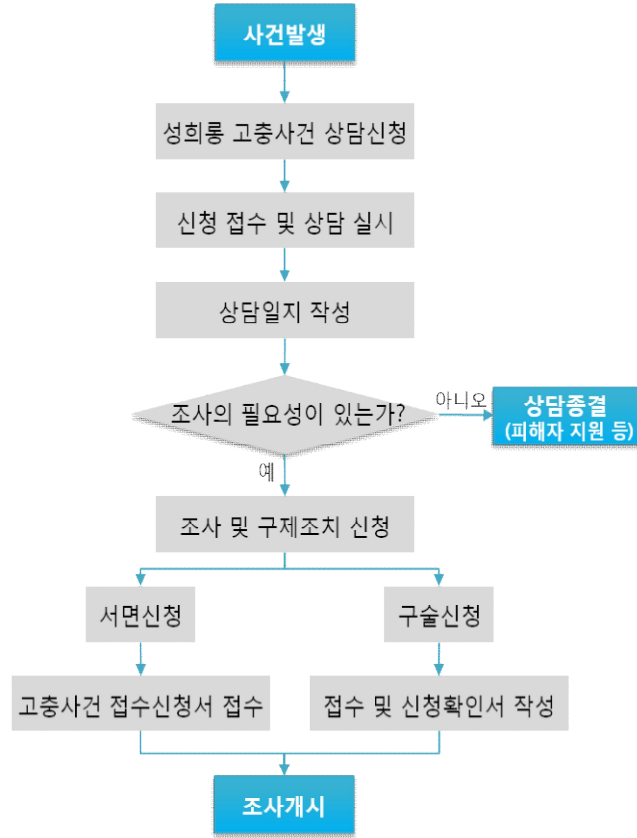 사건발생
성희롱 고충사건 상담신청
신청 접수 및 상담 실시
상담일지 작성
조사의 필요성이 있는가?
아니오
상담종결
(피해자 지원 등)
예
조사 및 구제조치 신청
서면신청
구술신청
고충사건 접수신청서 접수
접수 및 신청확인서 작성
조사개시